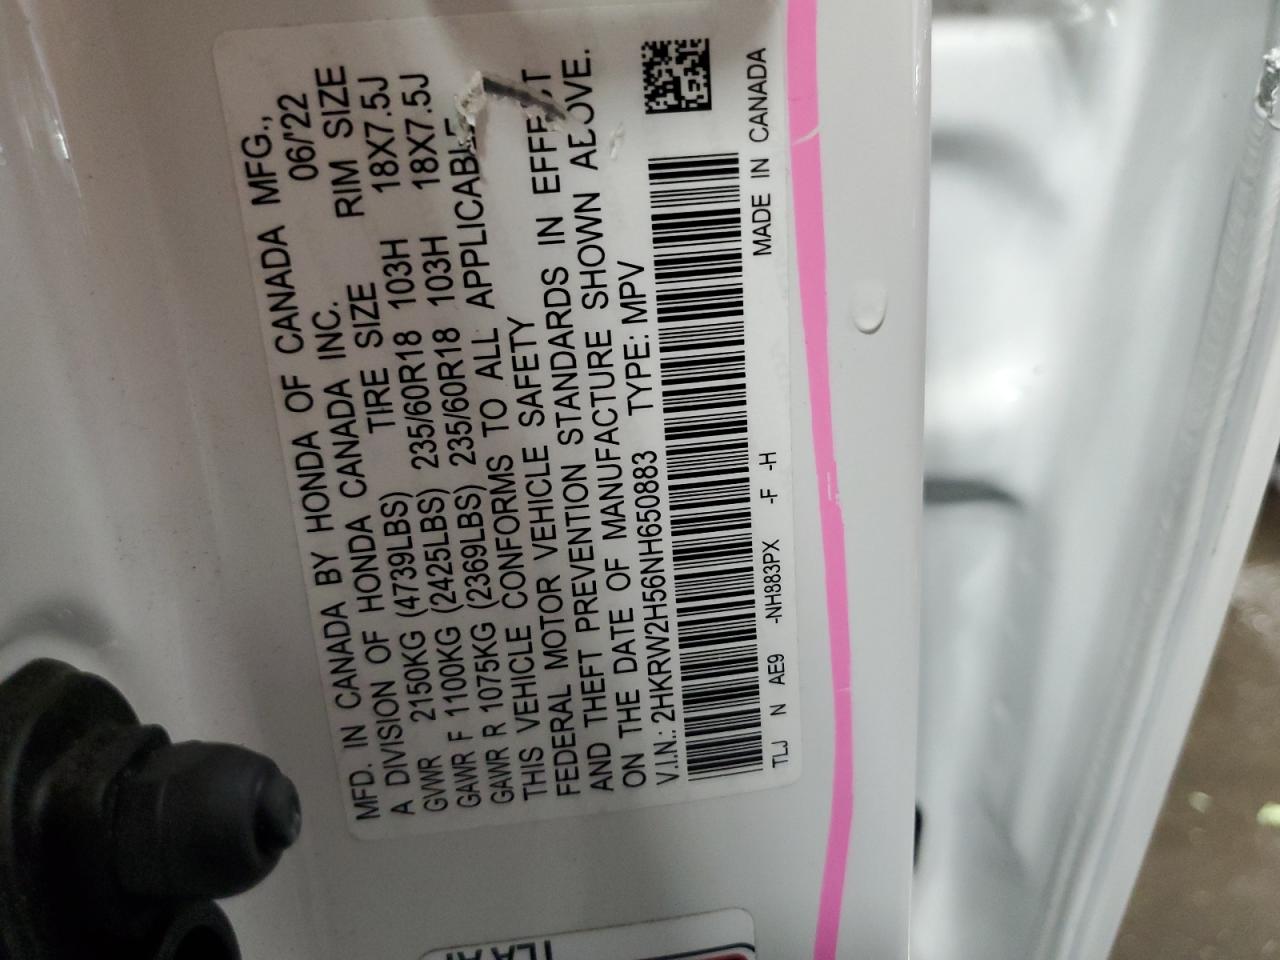 MFD. IN CANADA BY HONDA OF CANADA MFG.,
A DIVISION OF HONDA CANADA INC. 06/'22
TIRE SIZE RIM SIZE
GVWR 2150KG (4739LBS)
GAWR F 1100KG (2425LBS) 235/60R18 103H 18X7.5J
GAWR R 1075KG (2369LBS) 235/60R18 103H 18X7.5J
THIS VEHICLE CONFORMS TO ALL APPLICABLE
FEDERAL MOTOR VEHICLE SAFETY
AND THEFT PREVENTION STANDARDS IN EFFECT
ON THE DATE OF MANUFACTURE SHOWN ABOVE.
V.I.N.: 2HKRW2H56NH650883 TYPE: MPV
TLJ N AE9 -NH883PX -F -H MADE IN CANADA